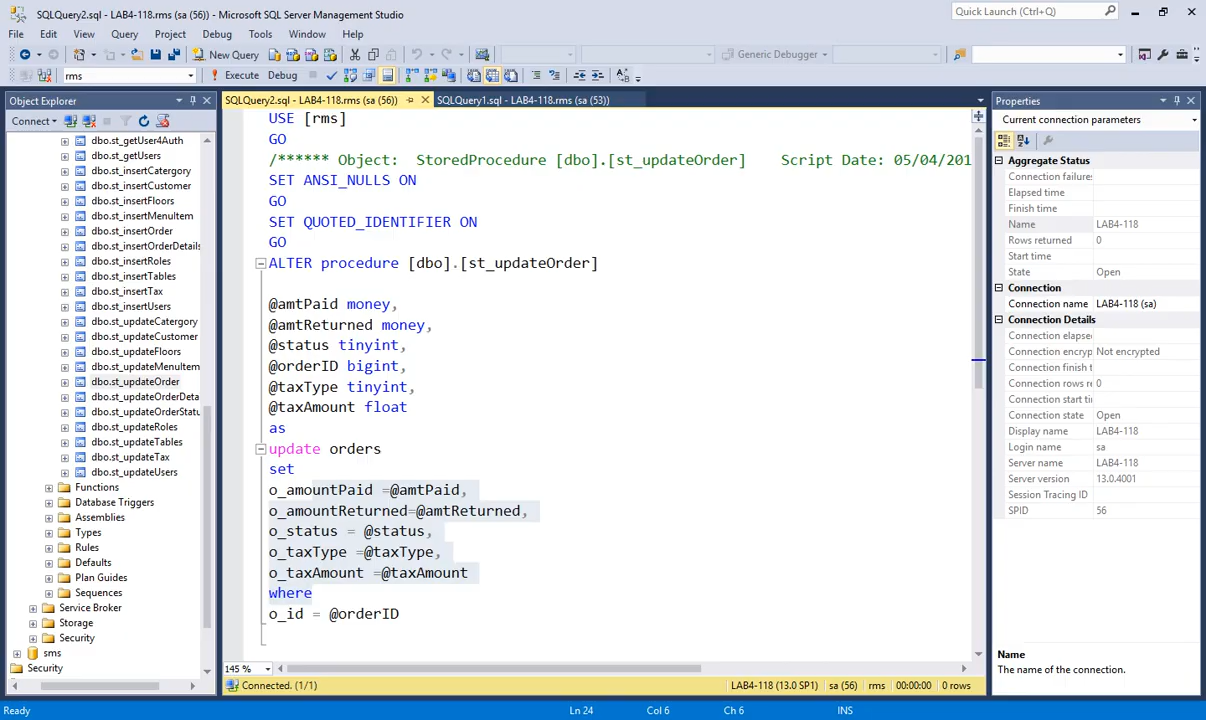 SQLQuery2.sql - LAB4-118.rms (sa (56)) - Microsoft SQL Server Management Studio
Quick Launch (Ctrl+Q)
File Edit View Query Project Debug Tools Window Help
New Query
Generic Debugger
rms
Execute Debug
Object Explorer
Connect
dbo.st_getUser4Auth
dbo.st_getUsers
dbo.st_insertCatergory
dbo.st_insertCustomer
dbo.st_insertFloors
dbo.st_insertMenuItem
dbo.st_insertOrder
dbo.st_insertOrderDetails
dbo.st_insertRoles
dbo.st_insertTables
dbo.st_insertTax
dbo.st_insertUsers
dbo.st_updateCatergory
dbo.st_updateCustomer
dbo.st_updateFloors
dbo.st_updateMenuItem
dbo.st_updateOrder
dbo.st_updateOrderDeta
dbo.st_updateOrderStatu
dbo.st_updateRoles
dbo.st_updateTables
dbo.st_updateTax
dbo.st_updateUsers
Functions
Database Triggers
Assemblies
Types
Rules
Defaults
Plan Guides
Sequences
Service Broker
Storage
Security
sms
Security
SQLQuery2.sql - LAB4-118.rms (sa (56)) SQLQuery1.sql - LAB4-118.rms (sa (53))
USE [rms]
GO
/****** Object:  StoredProcedure [dbo].[st_updateOrder]    Script Date: 05/04/201
SET ANSI_NULLS ON
GO
SET QUOTED_IDENTIFIER ON
GO
ALTER procedure [dbo].[st_updateOrder]
@amtPaid money,
@amtReturned money,
@status tinyint,
@orderID bigint,
@taxType tinyint,
@taxAmount float
as
update orders
set
o_amountPaid =@amtPaid,
o_amountReturned=@amtReturned,
o_status = @status,
o_taxType =@taxType,
o_taxAmount =@taxAmount
where
o_id = @orderID
145 %
Connected. (1/1) LAB4-118 (13.0 SP1) sa (56) rms 00:00:00 0 rows
Properties
Current connection parameters
Aggregate Status
Connection failures
Elapsed time
Finish time
Name LAB4-118
Rows returned 0
Start time
State Open
Connection
Connection name LAB4-118 (sa)
Connection Details
Connection elapse
Connection encryp Not encrypted
Connection finish t
Connection rows r 0
Connection start ti
Connection state Open
Display name LAB4-118
Login name sa
Server name LAB4-118
Server version 13.0.4001
Session Tracing ID
SPID 56
Name
The name of the connection.
Ready Ln 24 Col 6 Ch 6 INS